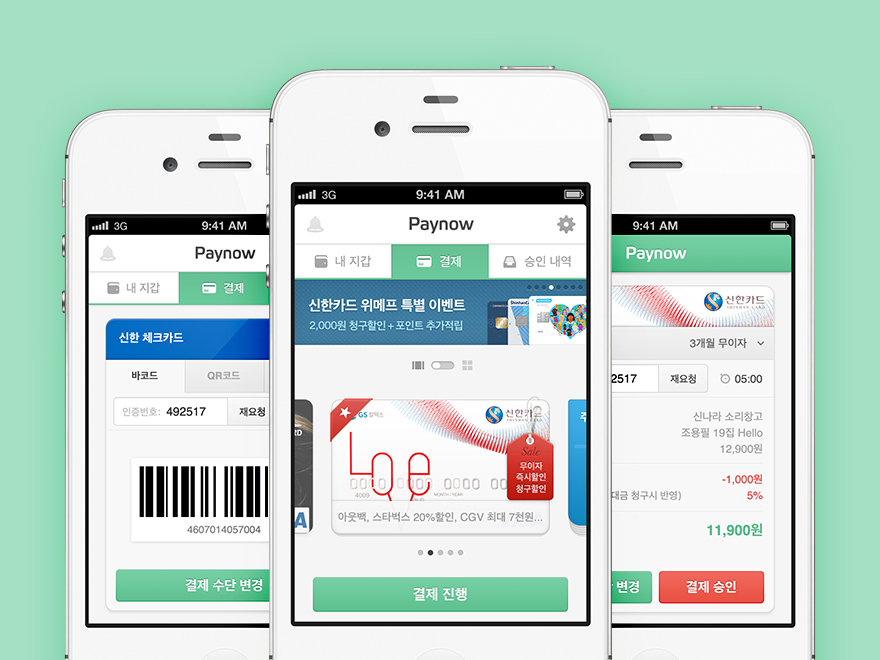 3G
9:41 AM
Paynow
내 지갑
결제
신한 체크카드
바코드
QR코드
인증번호: 492517
재요청
4607014057004
결제 수단 변경
3G
9:41 AM
Paynow
내 지갑
결제
승인 내역
신한카드 위메프 특별 이벤트
2,000원 청구할인 + 포인트 추가적립
GS 칼텍스
신한카드
SHINHAN CARD
Love
Sale
무이자
즉시할인
청구할인
4009
MONTH / YEAR
아웃백, 스타벅스 20%할인, CGV 최대 7천원...
결제 진행
9:41 AM
Paynow
신한카드
SHINHAN CARD
3개월 무이자
2517
재요청
05:00
신나라 소리창고
조용필 19집 Hello
12,900원
-1,000원
대금 청구시 반영)
5%
11,900원
변경
결제 승인